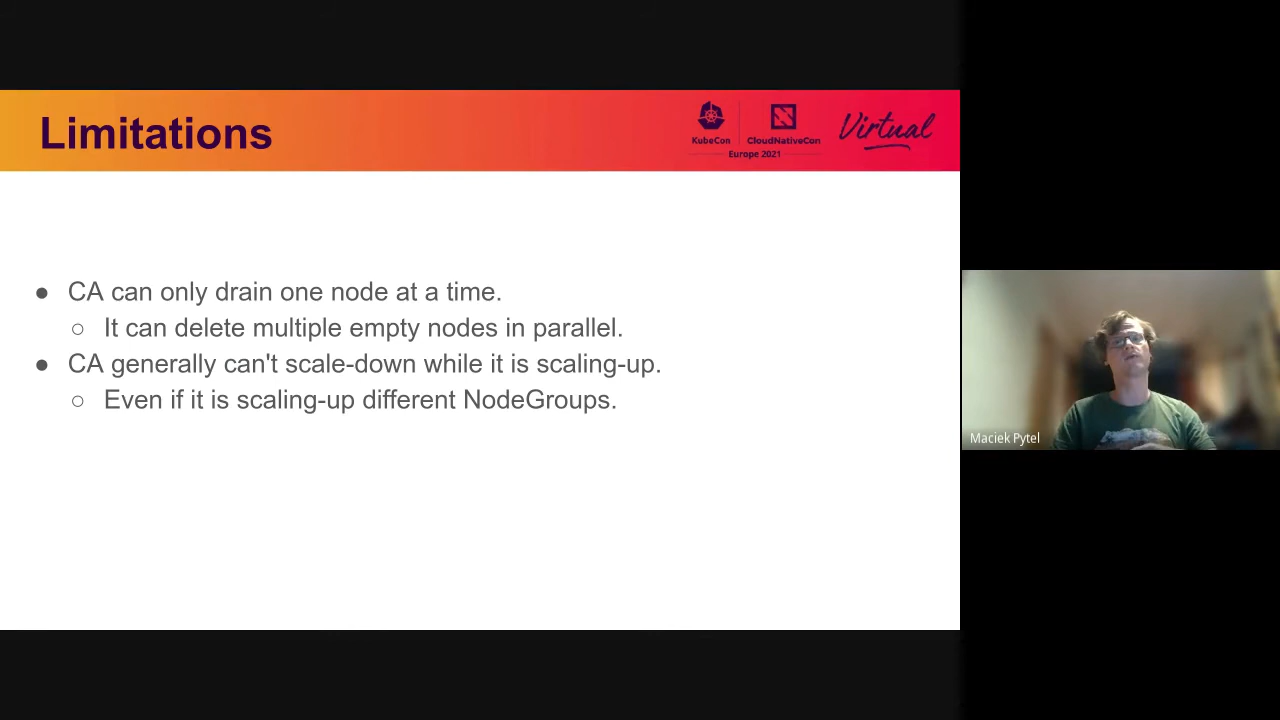 Limitations
KubeCon
CloudNativeCon
Europe 2021
Virtual
● CA can only drain one node at a time.
○ It can delete multiple empty nodes in parallel.
● CA generally can't scale-down while it is scaling-up.
○ Even if it is scaling-up different NodeGroups.
Maciek Pytel